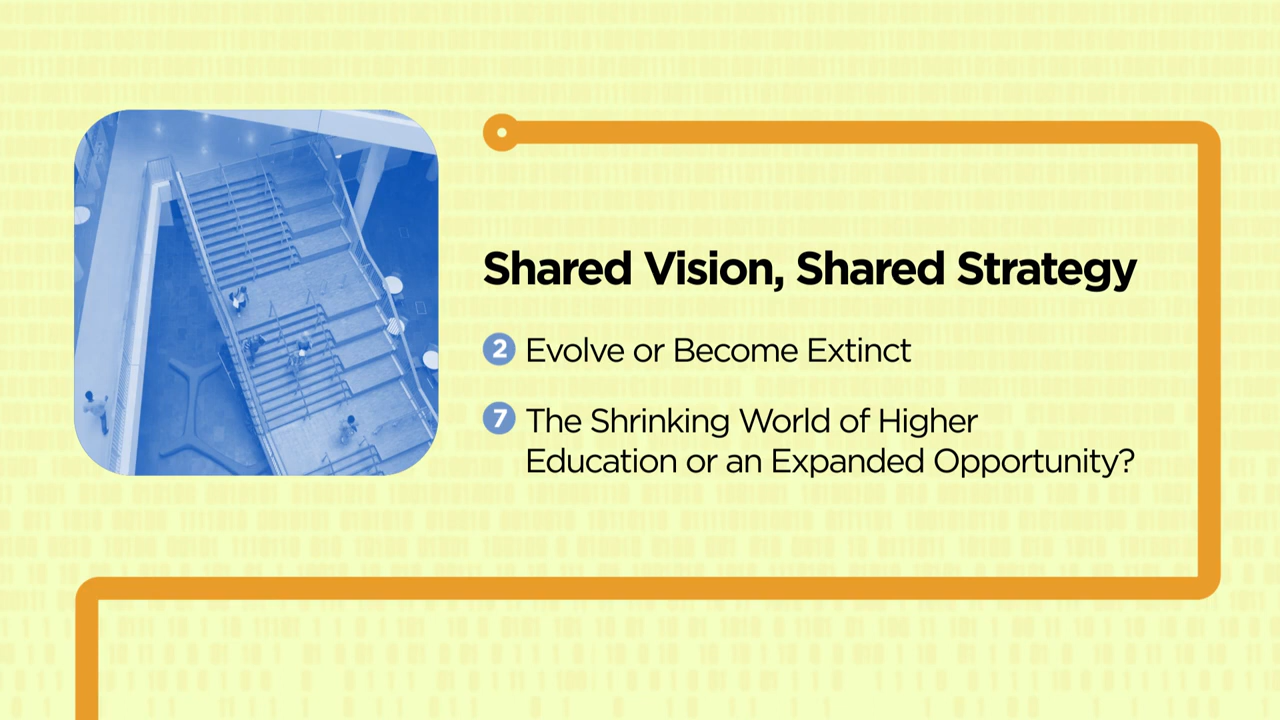 Shared Vision, Shared Strategy
2 Evolve or Become Extinct
7 The Shrinking World of Higher
Education or an Expanded Opportunity?